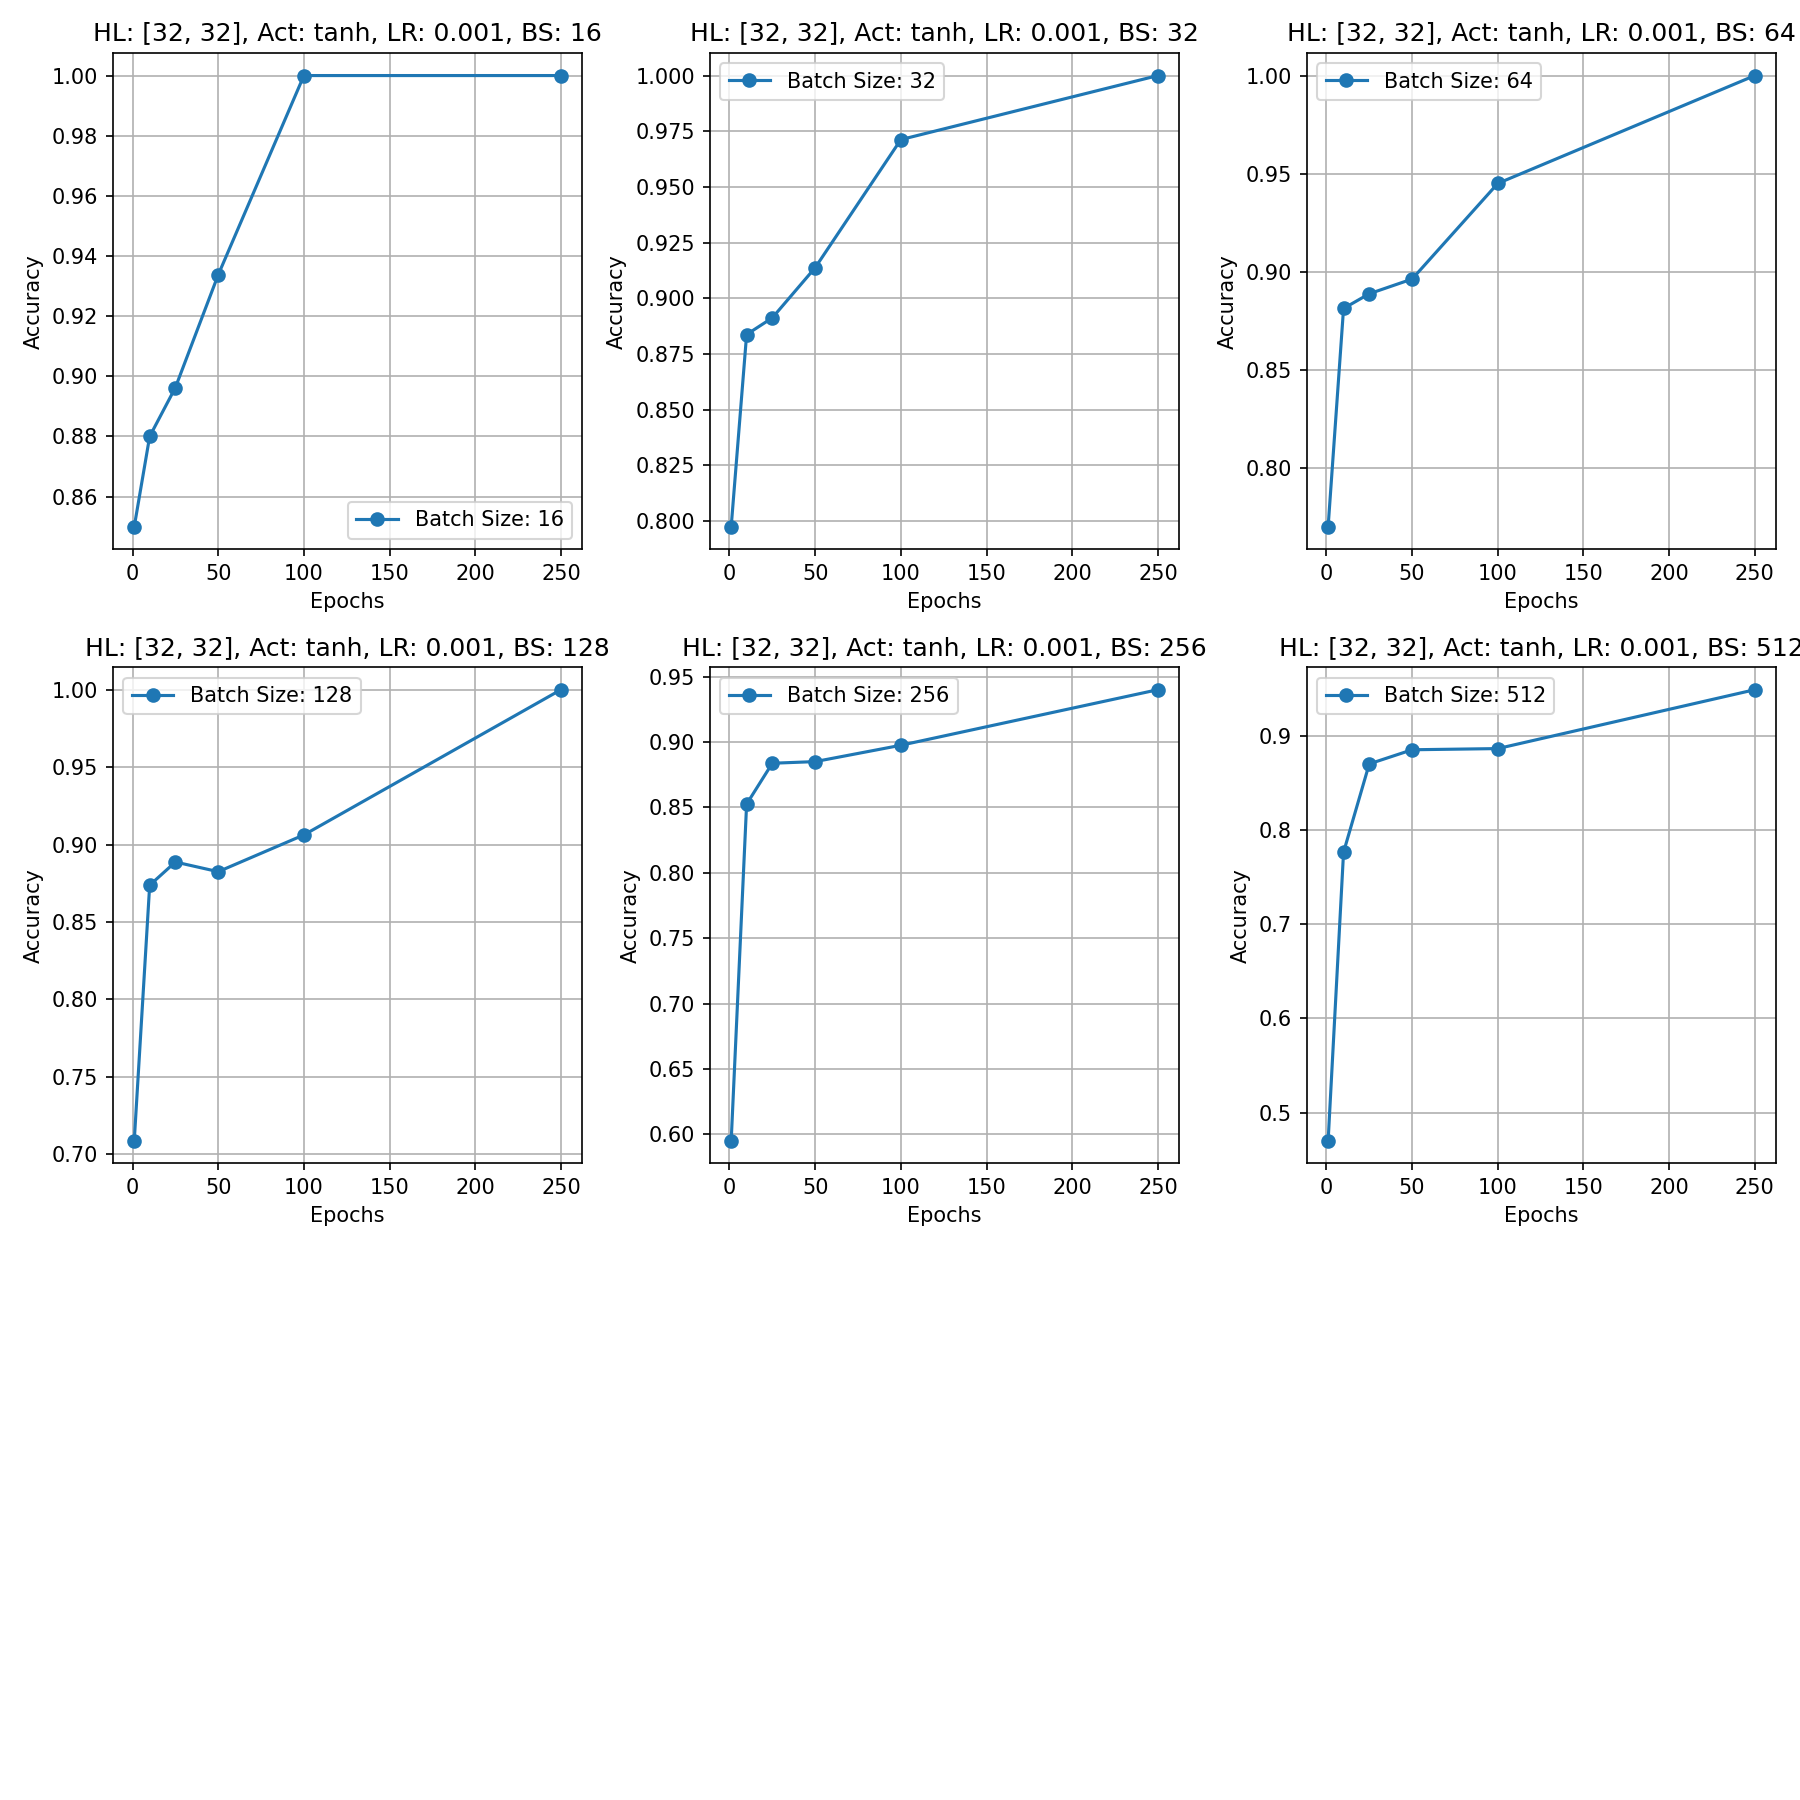 HL: [32, 32], Act: tanh, LR: 0.001, BS: 16
1.00
0.98
0.96
0.94
0.92
0.90
0.88
0.86
Accuracy
Batch Size: 16
0 50 100 150 200 250
Epochs
HL: [32, 32], Act: tanh, LR: 0.001, BS: 32
Batch Size: 32
1.000
0.975
0.950
0.925
0.900
0.875
0.850
0.825
0.800
Accuracy
0 50 100 150 200 250
Epochs
HL: [32, 32], Act: tanh, LR: 0.001, BS: 64
Batch Size: 64
1.00
0.95
0.90
0.85
0.80
Accuracy
0 50 100 150 200 250
Epochs
HL: [32, 32], Act: tanh, LR: 0.001, BS: 128
Batch Size: 128
1.00
0.95
0.90
0.85
0.80
0.75
0.70
Accuracy
0 50 100 150 200 250
Epochs
HL: [32, 32], Act: tanh, LR: 0.001, BS: 256
Batch Size: 256
0.95
0.90
0.85
0.80
0.75
0.70
0.65
0.60
Accuracy
0 50 100 150 200 250
Epochs
HL: [32, 32], Act: tanh, LR: 0.001, BS: 512
Batch Size: 512
0.9
0.8
0.7
0.6
0.5
Accuracy
0 50 100 150 200 250
Epochs